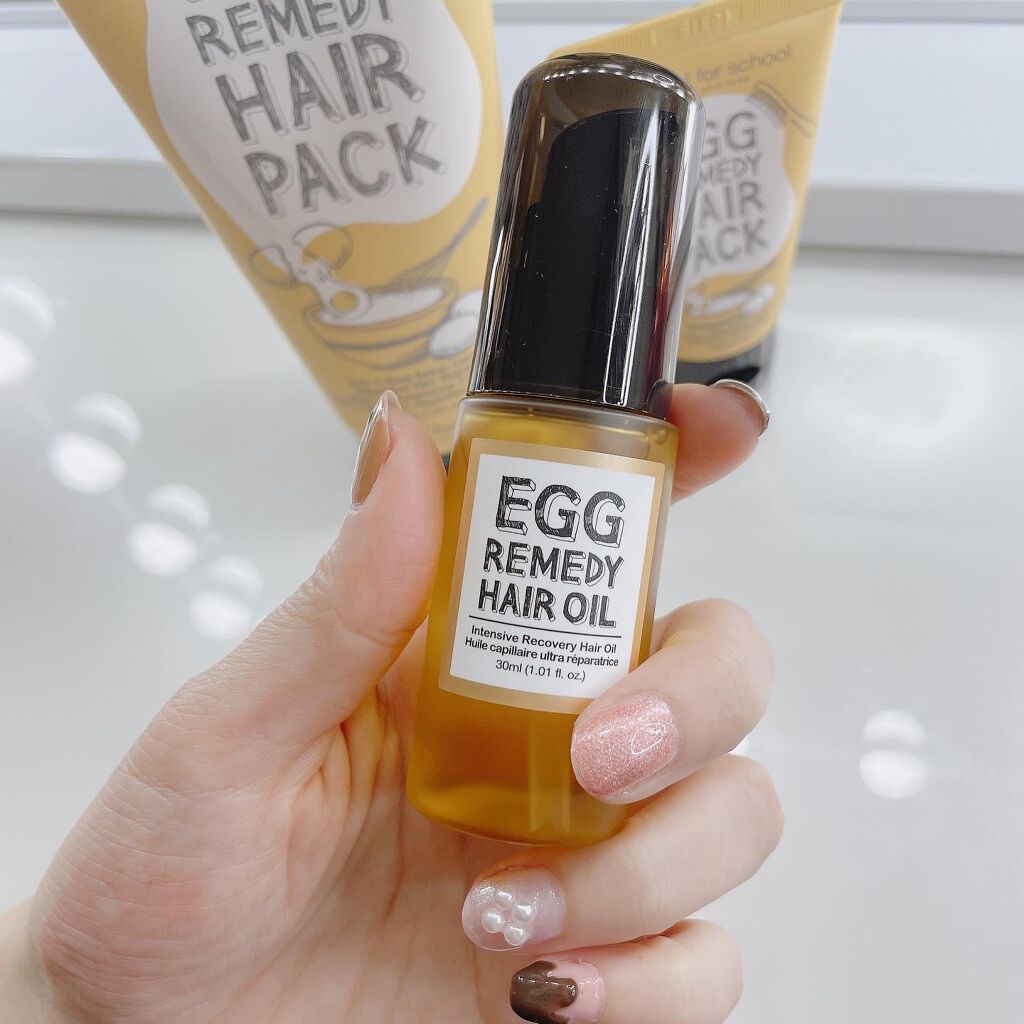 REMEDY
HAIR
PACK
for school
EGG
REMEDY
HAIR
PACK
EGG
REMEDY
HAIR OIL
Intensive Recovery Hair Oil
Huile capillaire ultra réparatrice
30ml (1.01 fl. oz.)